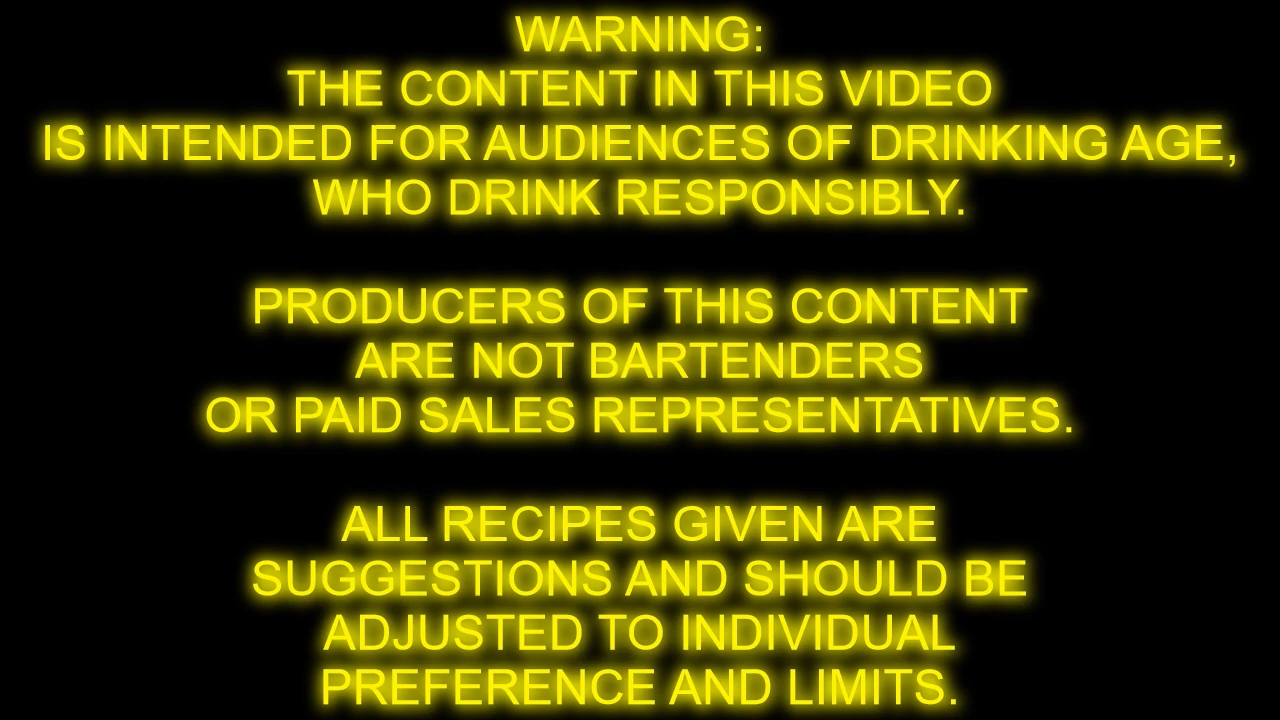 WARNING:
THE CONTENT IN THIS VIDEO
IS INTENDED FOR AUDIENCES OF DRINKING AGE,
WHO DRINK RESPONSIBLY.
PRODUCERS OF THIS CONTENT
ARE NOT BARTENDERS
OR PAID SALES REPRESENTATIVES.
ALL RECIPES GIVEN ARE
SUGGESTIONS AND SHOULD BE
ADJUSTED TO INDIVIDUAL
PREFERENCE AND LIMITS.